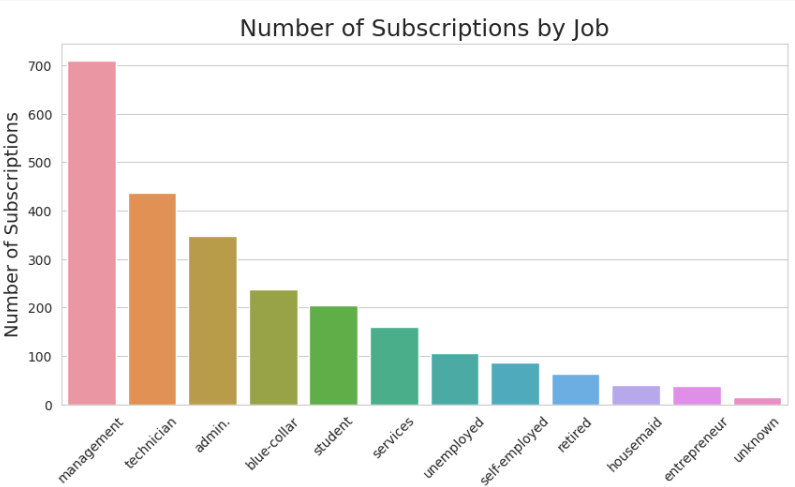 Number of Subscriptions by Job
Number of Subscriptions
700
600
500
400
300
200
100
0
management
technician
admin.
blue-collar
student
services
unemployed
self-employed
retired
housemaid
entrepreneur
unknown